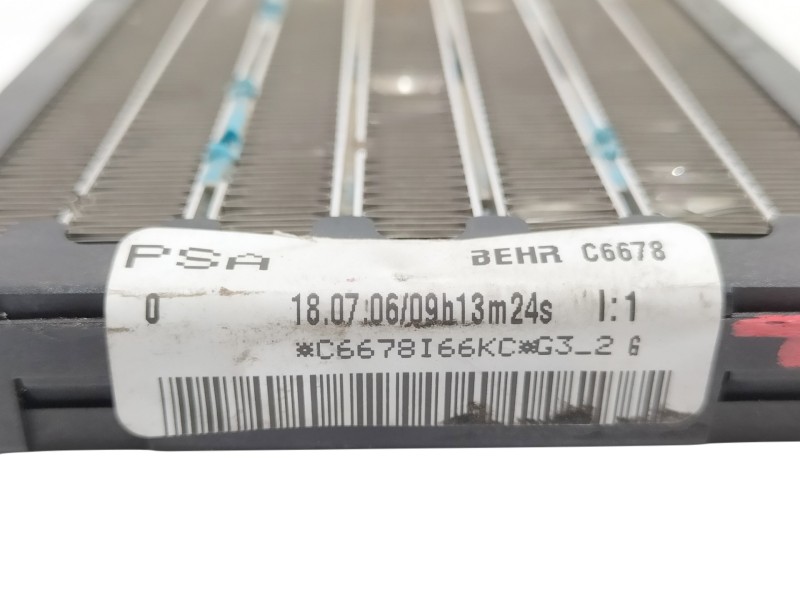 PSA BEHR C6678
0 18.07.06/09h13m24s I:1
*C6678I66KC*G3_2 G